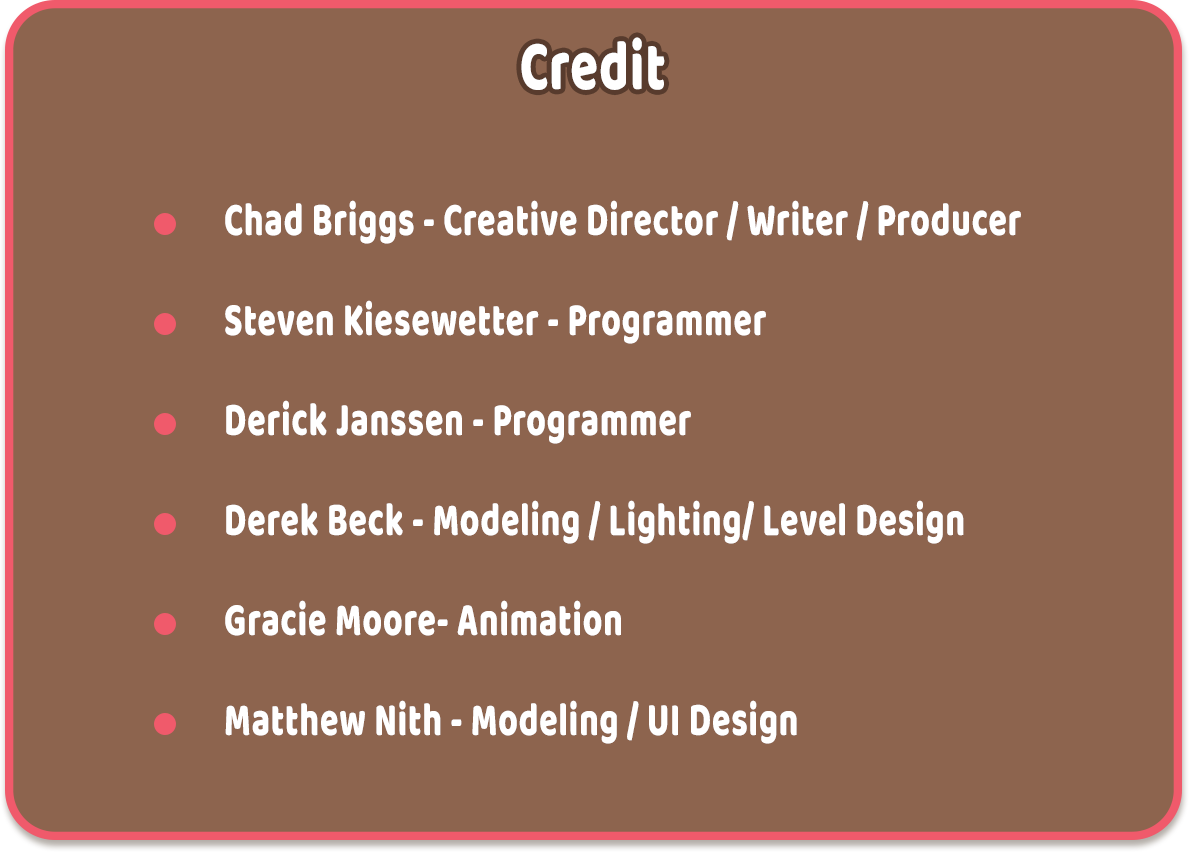 Credit
Chad Briggs - Creative Director / Writer / Producer
Steven Kiesewetter - Programmer
Derick Janssen - Programmer
Derek Beck - Modeling / Lighting/ Level Design
Gracie Moore- Animation
Matthew Nith - Modeling / UI Design